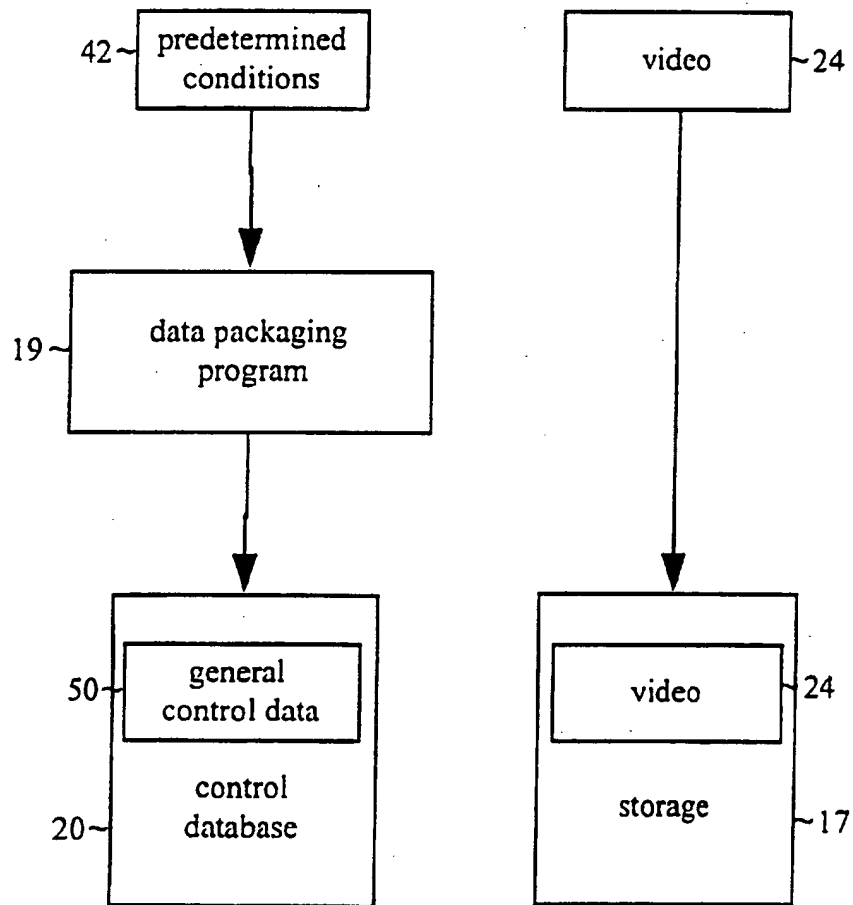 42
predetermined
conditions
video
24
19
data packaging
program
50
general
control data
control
database
20
video
24
storage
17